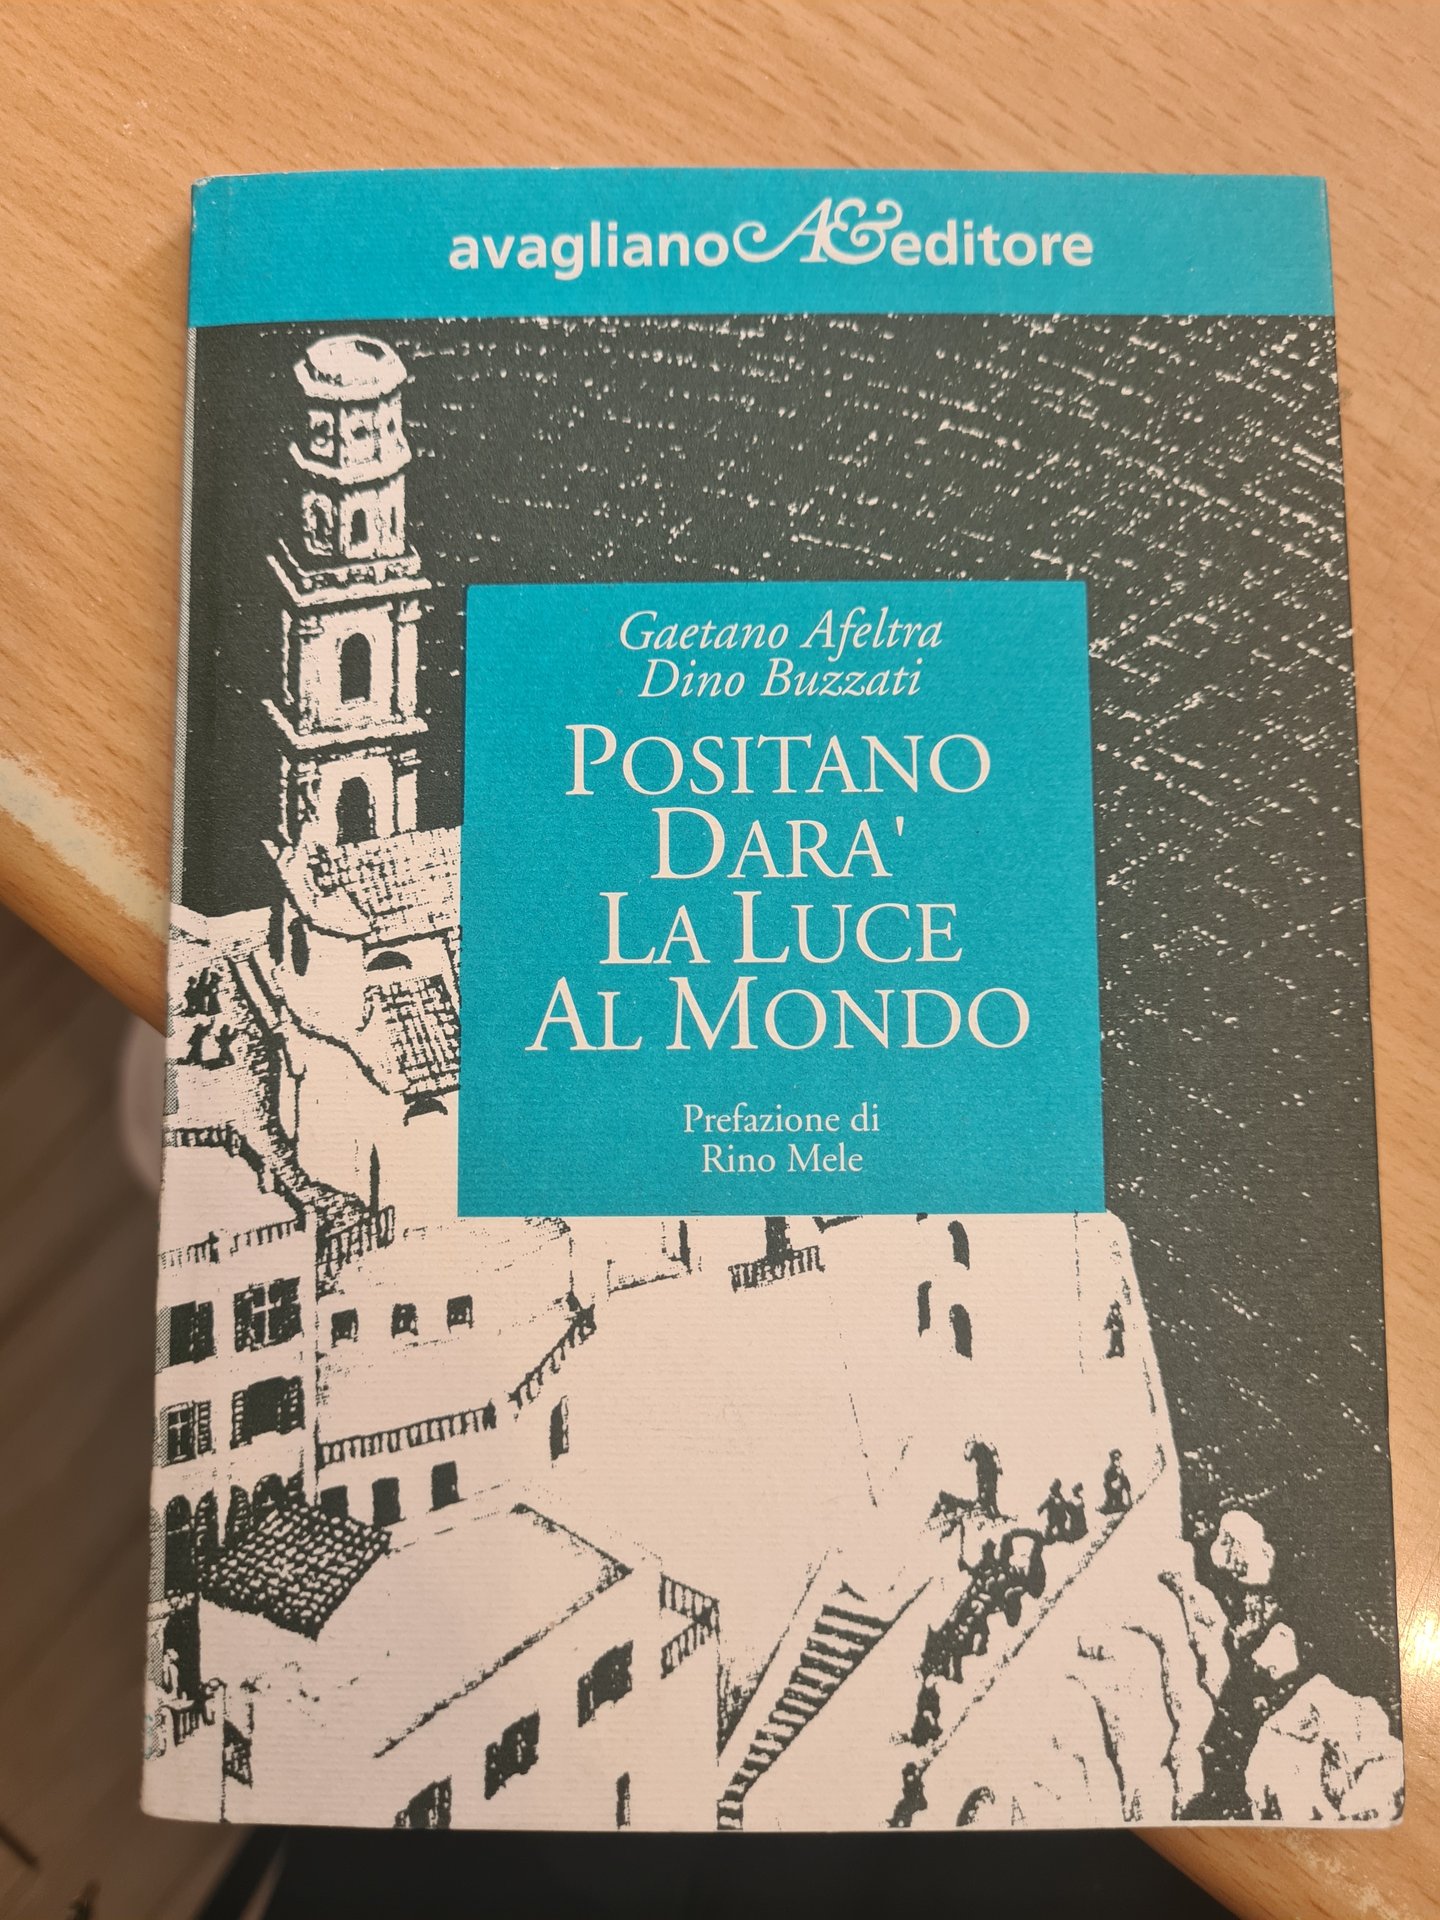 avagliano A& editore
Gaetano Afeltra
Dino Buzzati
POSITANO
DARA'
LA LUCE
AL MONDO
Prefazione di
Rino Mele